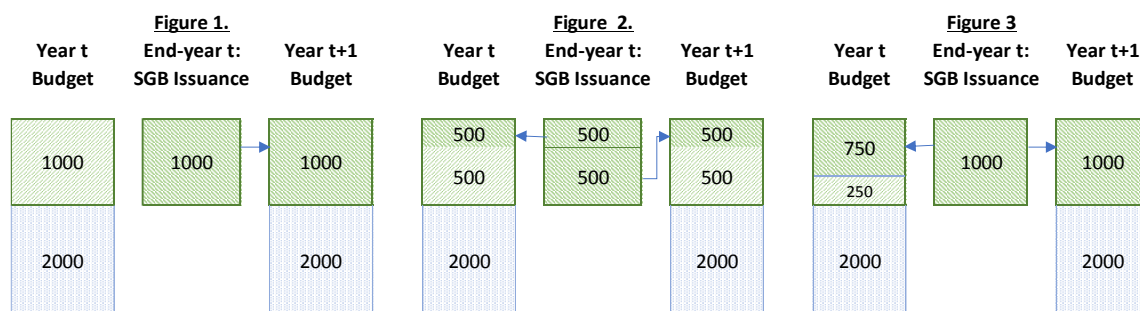 Figure 1.
Year t
Budget
End-year t:
SGB Issuance
Year t+1
Budget
1000
1000
1000
2000
2000
Figure 2.
Year t
Budget
End-year t:
SGB Issuance
Year t+1
Budget
500
500
500
500
500
500
2000
2000
Figure 3
Year t
Budget
End-year t:
SGB Issuance
Year t+1
Budget
750
250
1000
1000
2000
2000